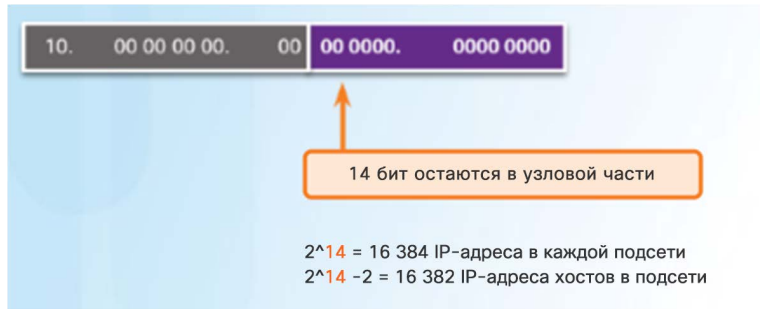 10. 00 00 00 00. 00 00 0000. 0000 0000
14 бит остаются в узловой части
2^14 = 16 384 IP-адреса в каждой подсети
2^14 -2 = 16 382 IP-адреса хостов в подсети